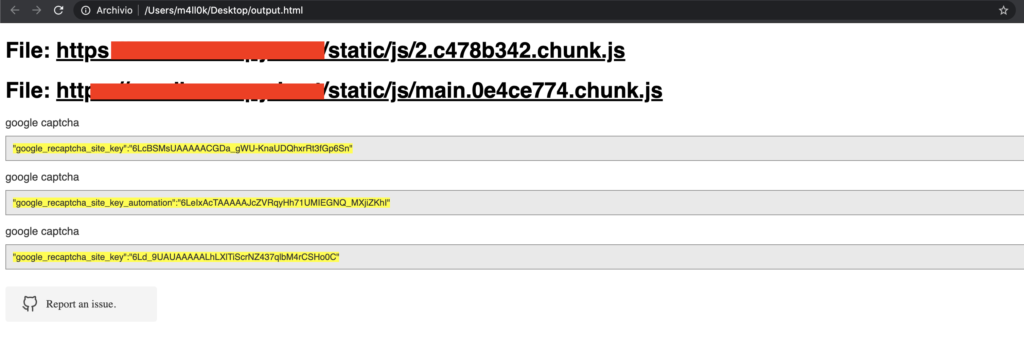 Archivio | /Users/m4ll0k/Desktop/output.html
File: https /static/js/2.c478b342.chunk.js
File: http /static/js/main.0e4ce774.chunk.js
google captcha
"google_recaptcha_site_key":"6LcBSMsUAAAAACGDa_gWU-KnaUDQhxrRt3fGp6Sn"
google captcha
"google_recaptcha_site_key_automation":"6LeIxAcTAAAAAJcZVRqyHh71UMIEGNQ_MXjiZKhI"
google captcha
"google_recaptcha_site_key":"6Ld_9UAUAAAAALhLXlTiScrNZ437qlbM4rCSHo0C"
Report an issue.